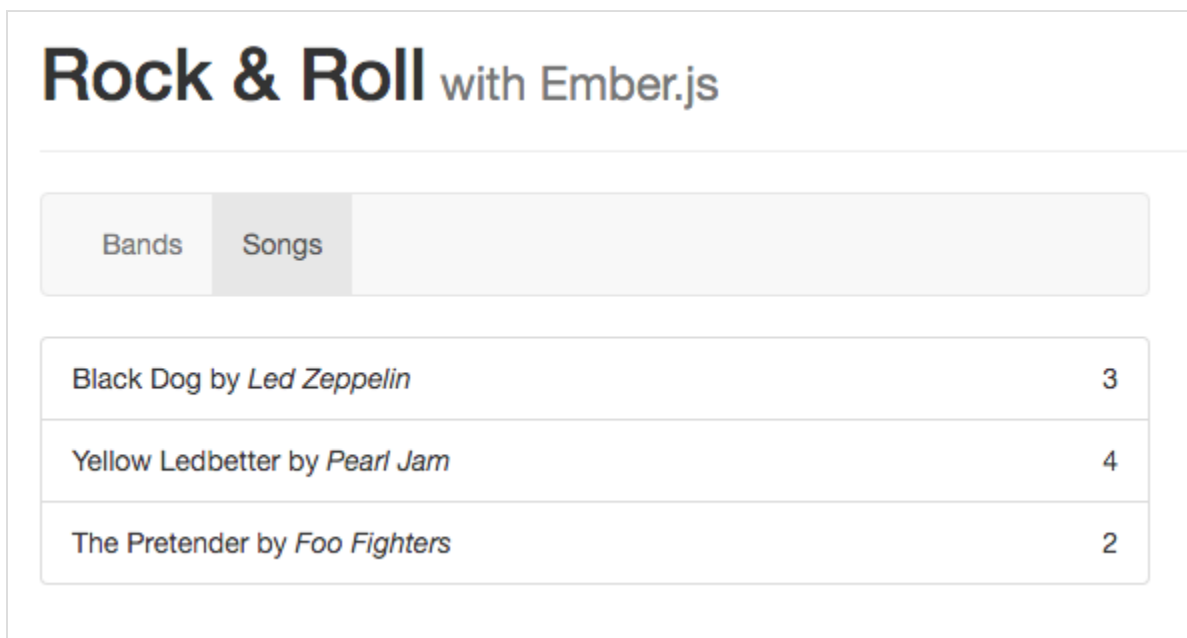 Rock & Roll with Ember.js
Bands Songs
Black Dog by Led Zeppelin 3
Yellow Ledbetter by Pearl Jam 4
The Pretender by Foo Fighters 2